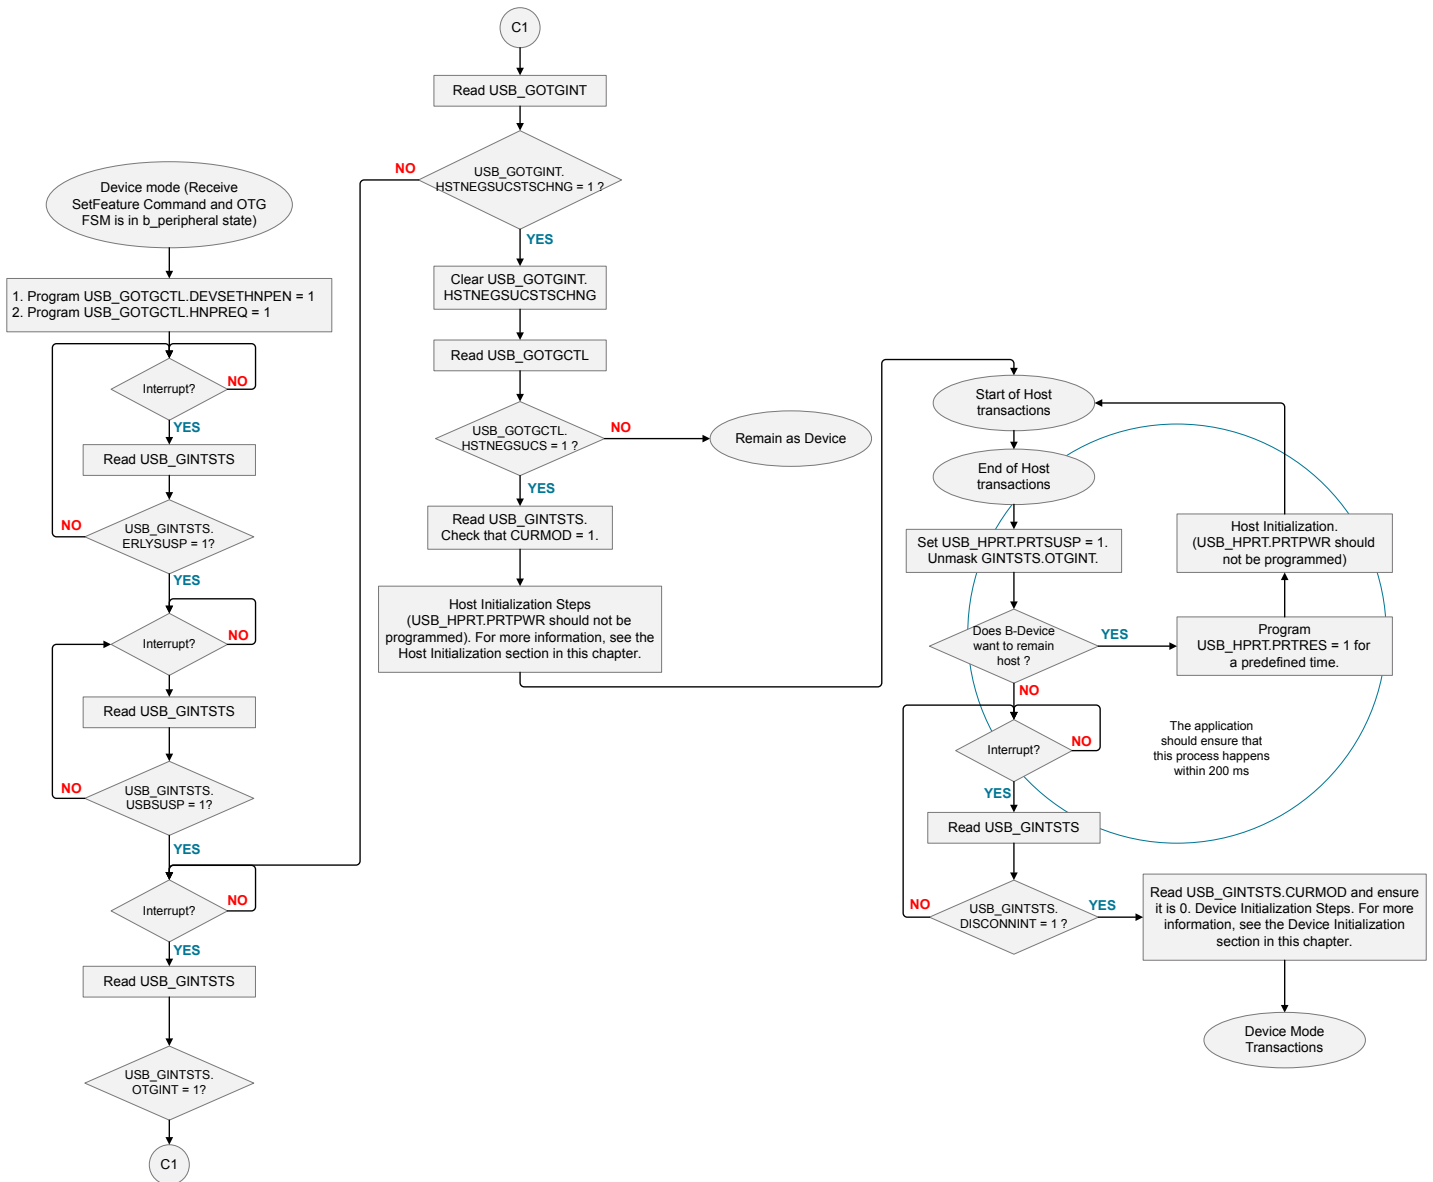 Device mode (Receive
SetFeature Command and OTG
FSM is in b_peripheral state)
1. Program USB_GOTGCTL.DEVSETHNPEN = 1
2. Program USB_GOTGCTL.HNPREQ = 1
Interrupt?
NO
YES
Read USB_GINTSTS
USB_GINTSTS.
ERLYSUSP = 1?
NO
YES
Interrupt?
NO
Read USB_GINTSTS
USB_GINTSTS.
USBSUSP = 1?
NO
YES
Interrupt?
NO
YES
Read USB_GINTSTS
USB_GINTSTS.
OTGINT = 1?
C1
C1
Read USB_GOTGINT
USB_GOTGINT.
HSTNEGSUCSTSCHNG = 1 ?
NO
YES
Clear USB_GOTGINT.
HSTNEGSUCSTSCHNG
Read USB_GOTGCTL
USB_GOTGCTL.
HSTNEGSUCS = 1 ?
NO
Remain as Device
YES
Read USB_GINTSTS.
Check that CURMOD = 1.
Host Initialization Steps
(USB_HPRT.PRTPWR should not be
programmed). For more information, see the
Host Initialization section in this chapter.
Start of Host
transactions
End of Host
transactions
Set USB_HPRT.PRTSUSP = 1.
Unmask GINTSTS.OTGINT.
Does B-Device
want to remain
host ?
YES
Program
USB_HPRT.PRTRES = 1 for
a predefined time.
Host Initialization.
(USB_HPRT.PRTPWR should
not be programmed)
NO
Interrupt?
NO
YES
The application
should ensure that
this process happens
within 200 ms
Read USB_GINTSTS
USB_GINTSTS.
DISCONNINT = 1 ?
NO
YES
Read USB_GINTSTS.CURMOD and ensure
it is 0. Device Initialization Steps. For more
information, see the Device Initialization
section in this chapter.
Device Mode
Transactions